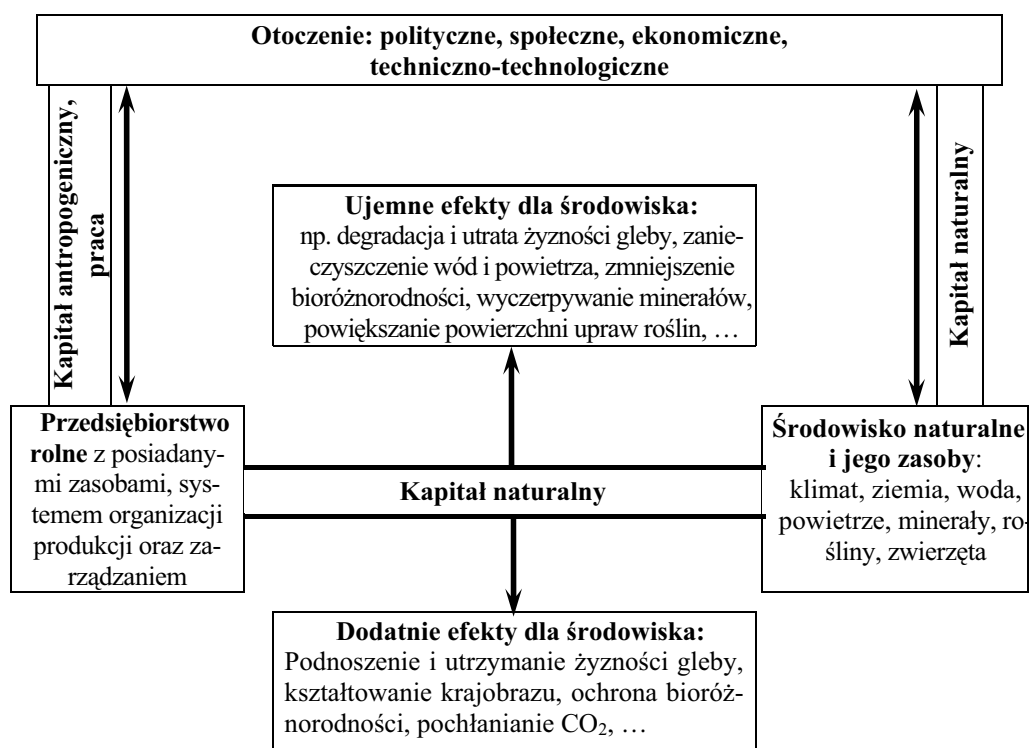 Otoczenie: polityczne, społeczne, ekonomiczne,
techniczno-technologiczne
Kapitał antropogeniczny,
praca
Kapitał naturalny
Ujemne efekty dla środowiska:
np. degradacja i utrata żyzności gleby, zanie-
czyszczenie wód i powietrza, zmniejszenie
bioróżnorodności, wyczerpywanie minerałów,
powiększanie powierzchni upraw roślin, …
Przedsiębiorstwo
rolne z posiadany-
mi zasobami, sys-
temem organizacji
produkcji oraz za-
rządzaniem
Kapitał naturalny
Środowisko naturalne
i jego zasoby:
klimat, ziemia, woda,
powietrze, minerały, ro-
śliny, zwierzęta
Dodatnie efekty dla środowiska:
Podnoszenie i utrzymanie żyzności gleby,
kształtowanie krajobrazu, ochrona bioróż-
norodności, pochłanianie CO₂, …